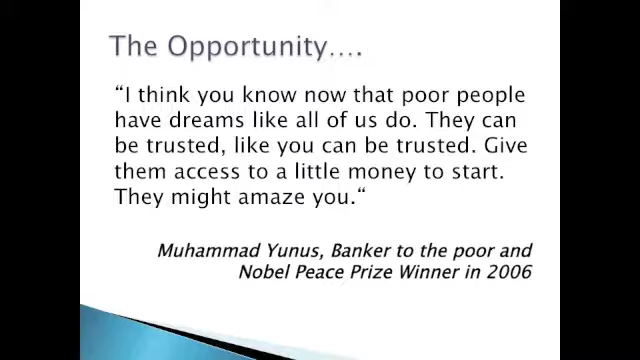 The Opportunity….
“I think you know now that poor people
have dreams like all of us do. They can
be trusted, like you can be trusted. Give
them access to a little money to start.
They might amaze you.“
Muhammad Yunus, Banker to the poor and
Nobel Peace Prize Winner in 2006